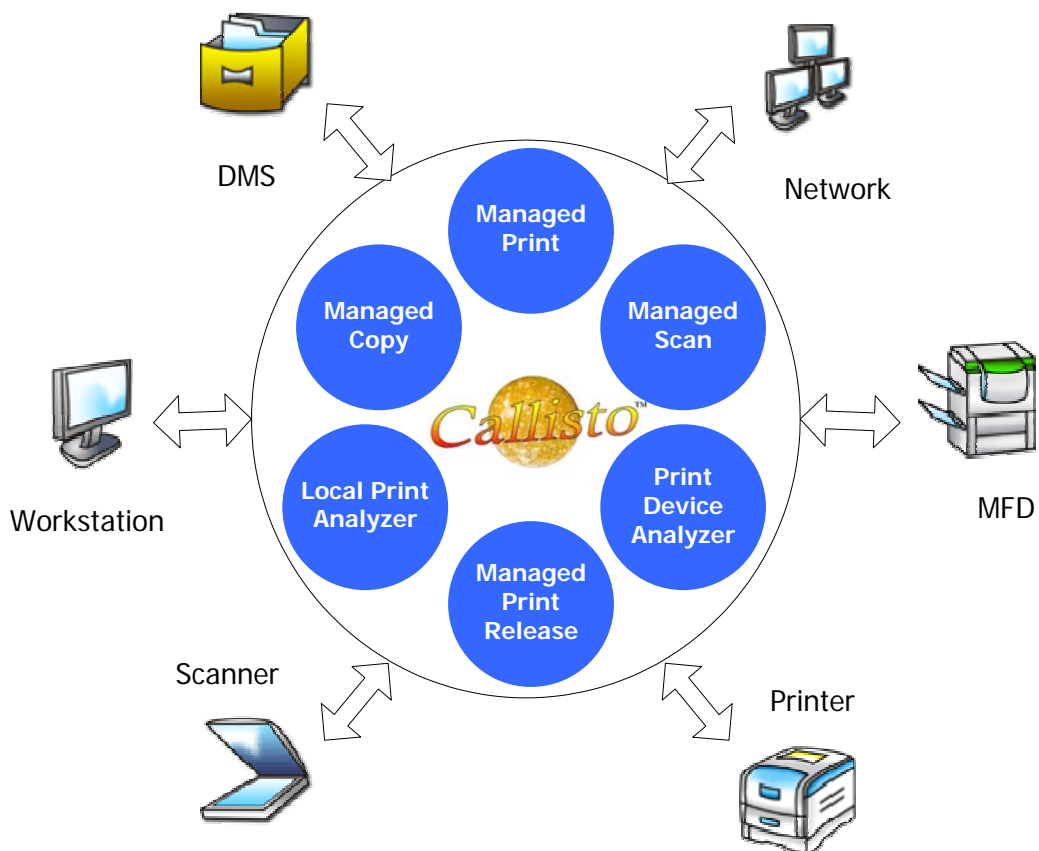 DMS
Network
Managed
Print
Managed
Copy
Managed
Scan
Callisto™
Workstation
MFD
Local Print
Analyzer
Print
Device
Analyzer
Managed
Print
Release
Scanner
Printer